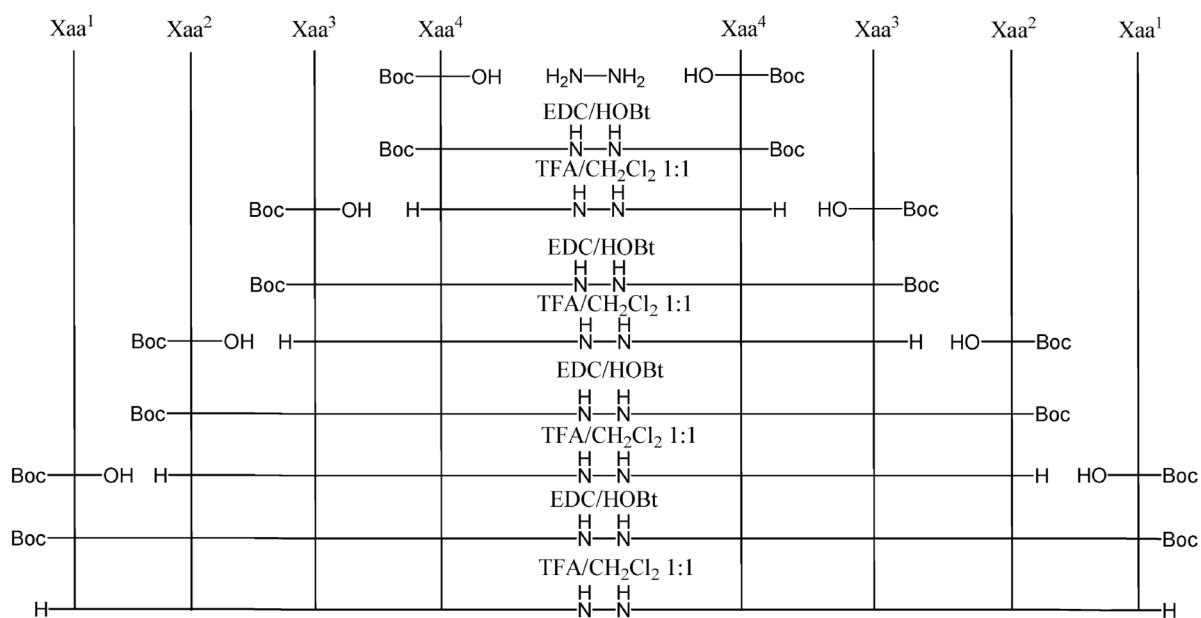 Xaa¹ Xaa² Xaa³ Xaa⁴ Xaa⁴ Xaa³ Xaa² Xaa¹
Boc OH H₂N NH₂ HO Boc
EDC/HOBt
H H
Boc N N Boc
TFA/CH₂Cl₂ 1:1
H H
Boc OH H N N H HO Boc
EDC/HOBt
H H
Boc N N Boc
TFA/CH₂Cl₂ 1:1
H H
Boc OH H N N H HO Boc
EDC/HOBt
H H
Boc N N Boc
TFA/CH₂Cl₂ 1:1
H H
Boc OH H N N H HO Boc
EDC/HOBt
H H
Boc N N Boc
TFA/CH₂Cl₂ 1:1
H H
H N N H